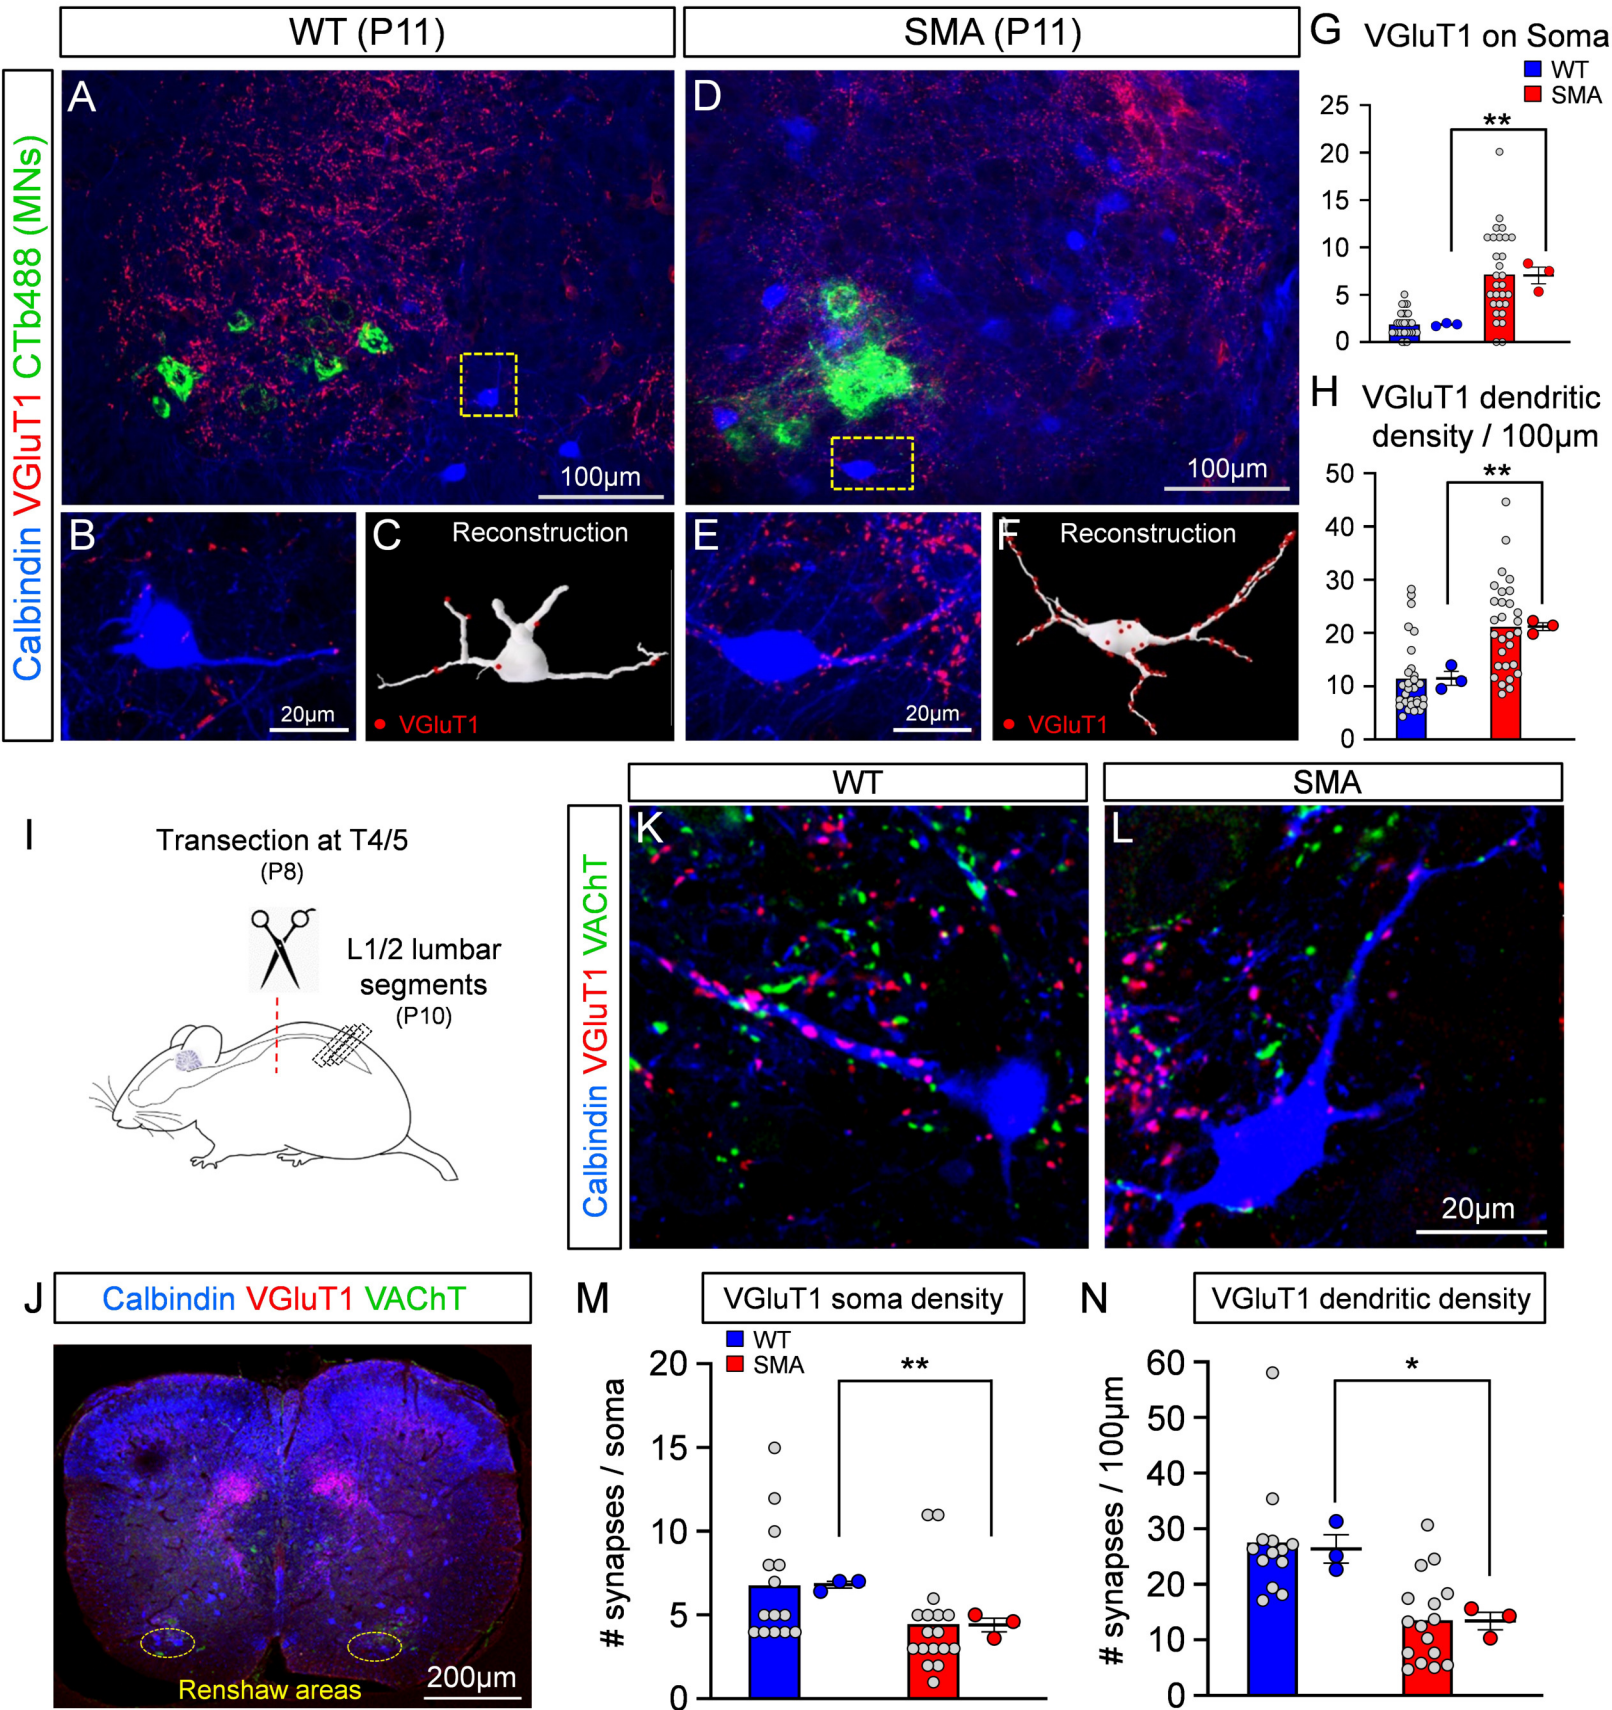 WT (P11)
SMA (P11)
Calbindin VGluT1 CTb488 (MNs)
A
100µm
D
100µm
B
20µm
C
Reconstruction
VGluT1
E
20µm
F
Reconstruction
VGluT1
G
VGluT1 on Soma
WT
SMA
25
20
15
10
5
0
**
H
VGluT1 dendritic
density / 100µm
50
40
30
20
10
0
**
I
Transection at T4/5
(P8)
L1/2 lumbar
segments
(P10)
WT
SMA
Calbindin VGluT1 VAChT
K
L
20µm
J
Calbindin VGluT1 VAChT
Renshaw areas
200µm
M
VGluT1 soma density
WT
SMA
# synapses / soma
20
15
10
5
0
**
N
VGluT1 dendritic density
# synapses / 100µm
60
50
40
30
20
10
0
*